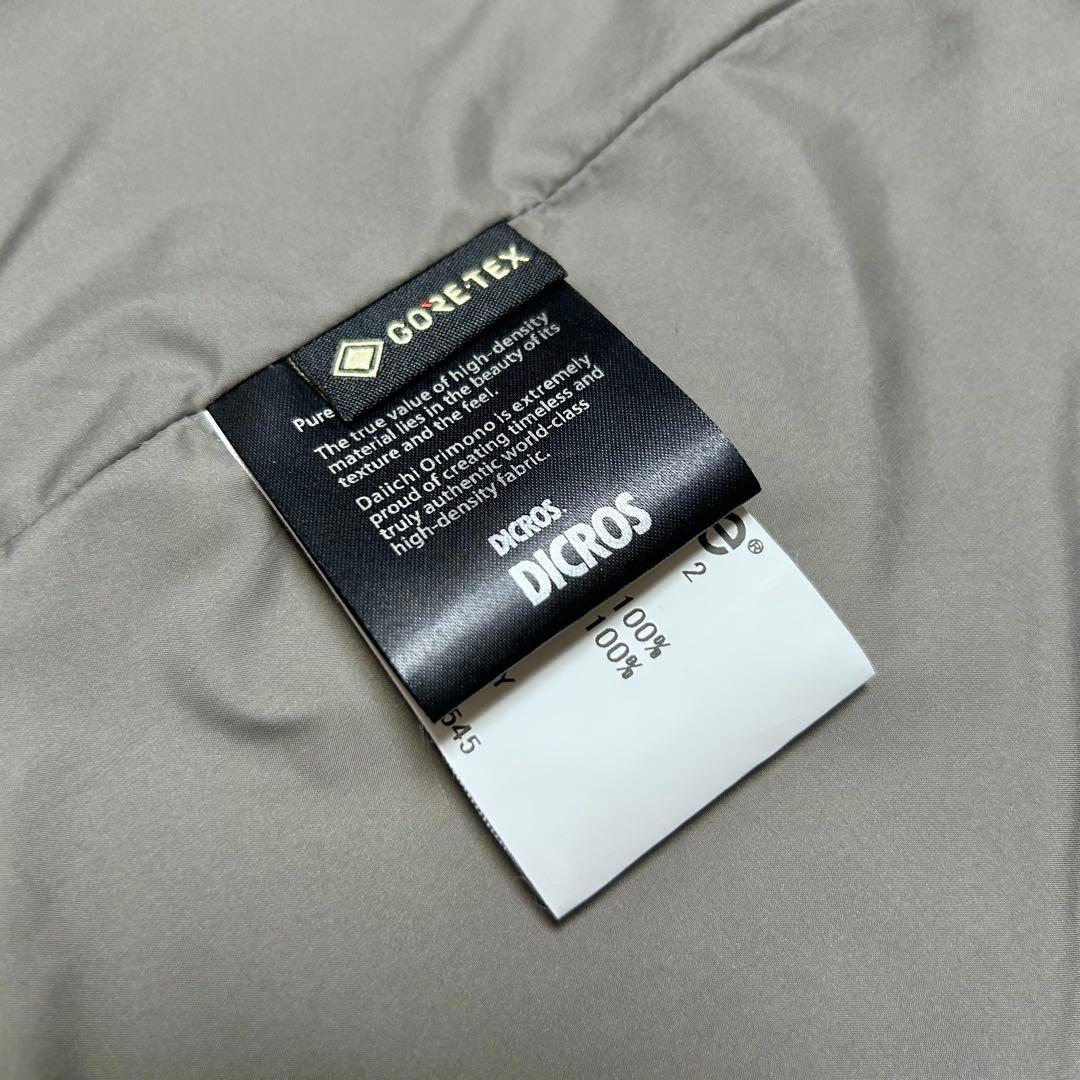 GORE-TEX
Pure
The true value of high-density
material lies in the beauty of its
texture and the feel.
Daiichi Orimono is extremely
proud of creating timeless and
truly authentic world-class
high-density fabric.
DICROS
DICROS
®
2
100%
100%
Y
545